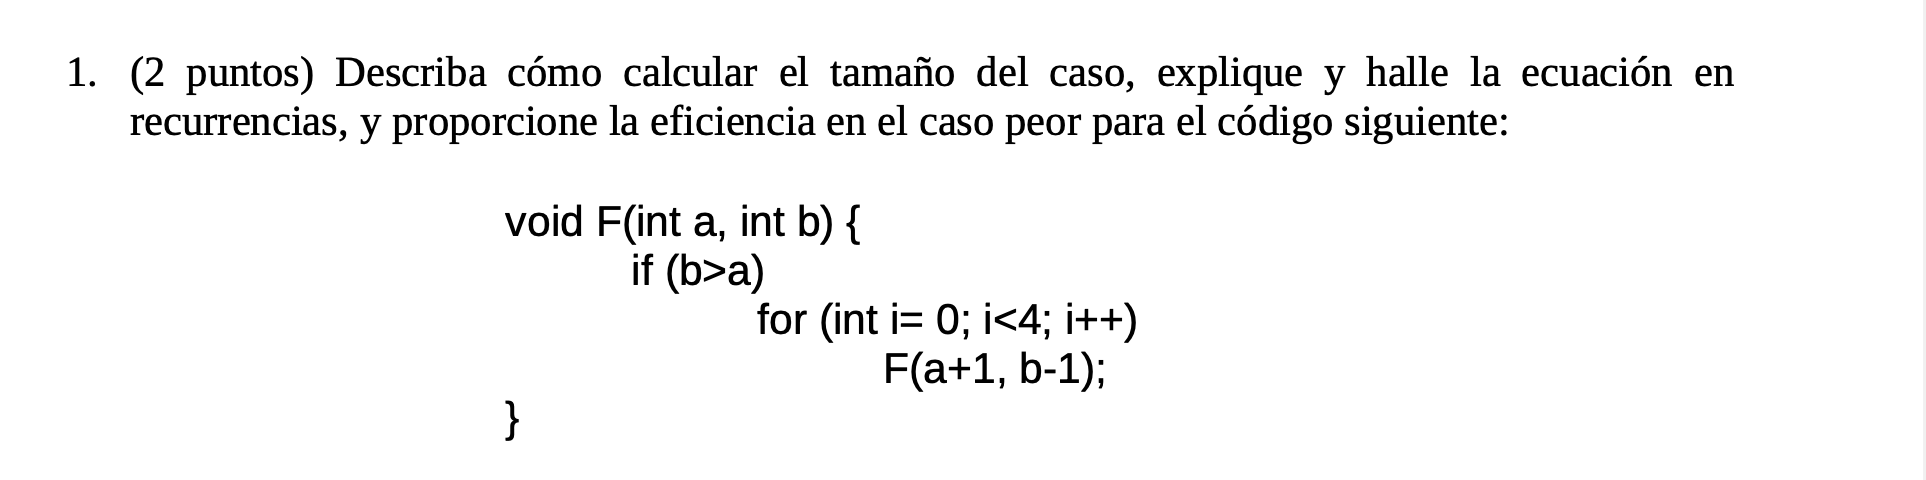 1. (2 puntos) Describa cómo calcular el tamaño del caso, explique y halle la ecuación en
recurrencias, y proporcione la eficiencia en el caso peor para el código siguiente:
void F(int a, int b) {
if (b>a)
for (int i= 0; i<4; i++)
F(a+1, b-1);
}